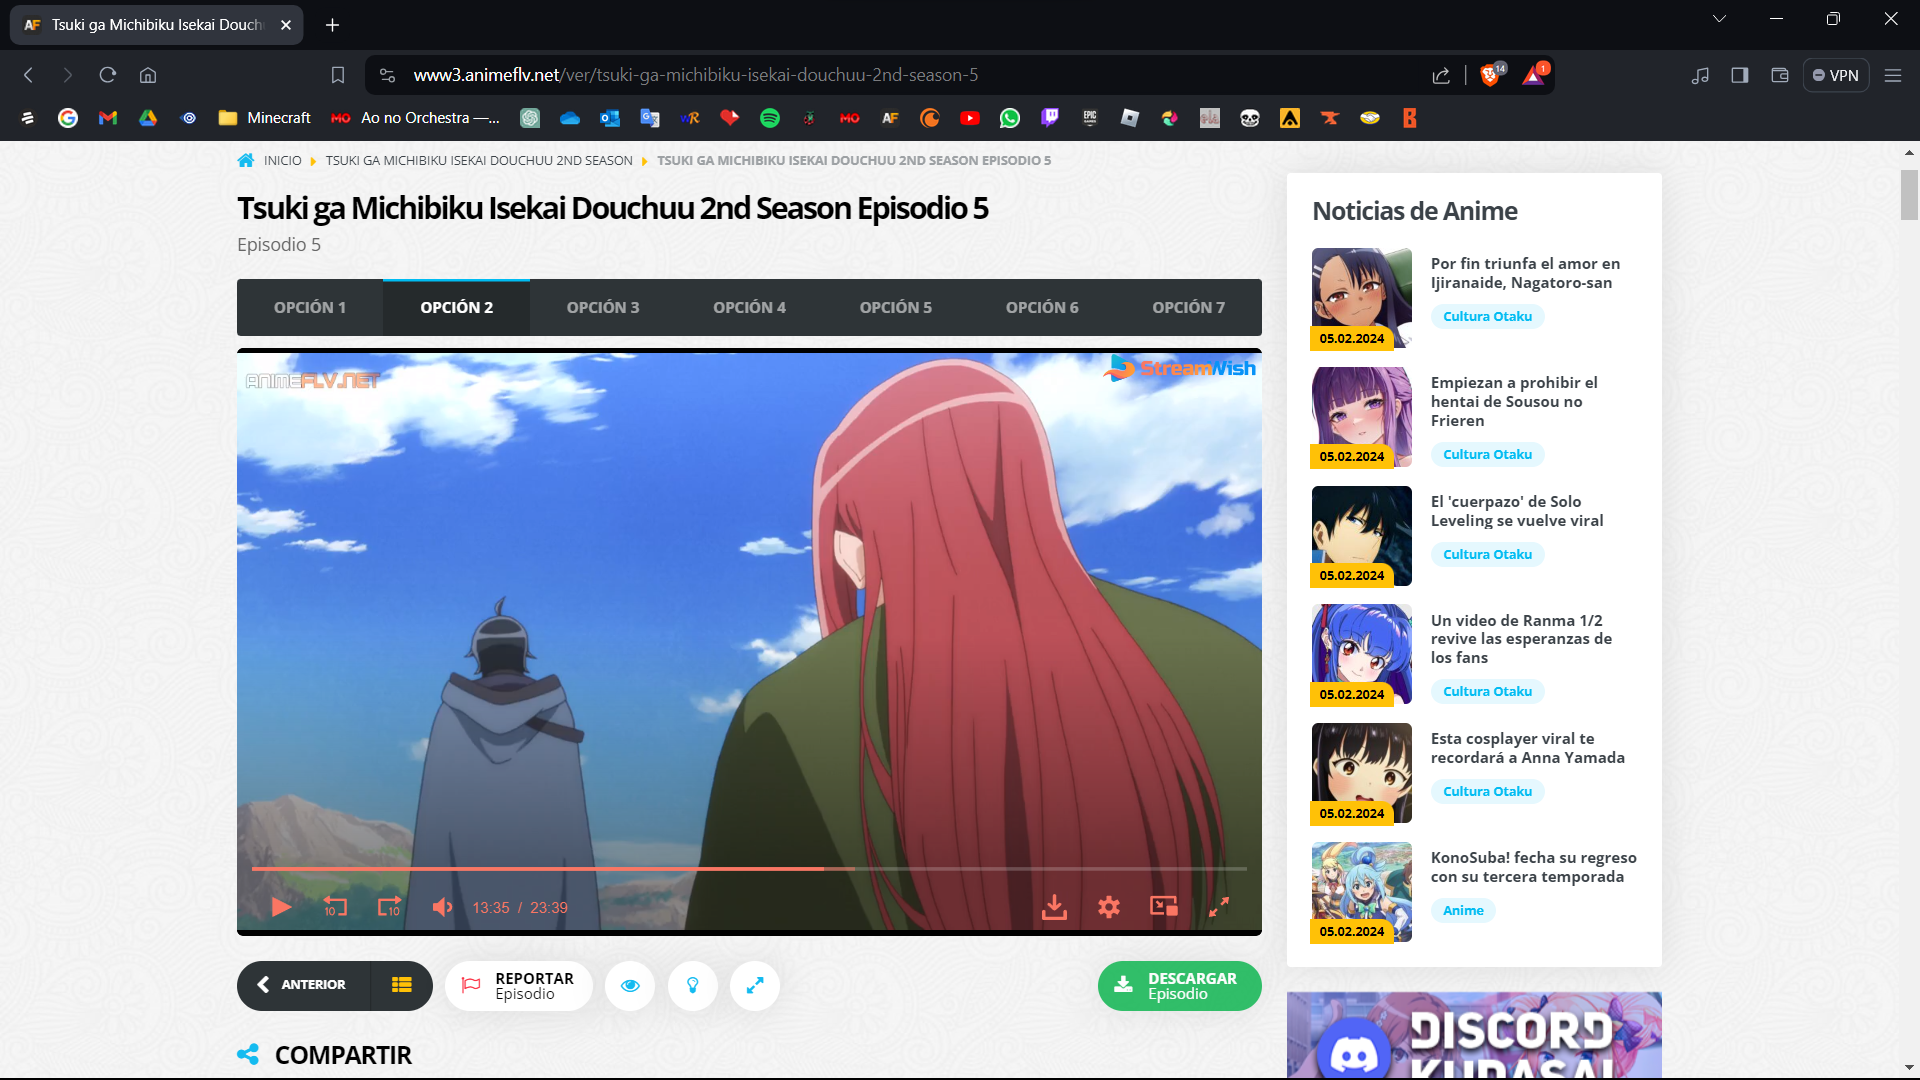 AF Tsuki ga Michibiku Isekai Douch
www3.animeflv.net/ver/tsuki-ga-michibiku-isekai-douchuu-2nd-season-5
14
1
VPN
Minecraft
MO Ao no Orchestra —...
vR
MO
AF
EPIC
INICIO
TSUKI GA MICHIBIKU ISEKAI DOUCHUU 2ND SEASON
TSUKI GA MICHIBIKU ISEKAI DOUCHUU 2ND SEASON EPISODIO 5
Tsuki ga Michibiku Isekai Douchuu 2nd Season Episodio 5
Episodio 5
OPCIÓN 1
OPCIÓN 2
OPCIÓN 3
OPCIÓN 4
OPCIÓN 5
OPCIÓN 6
OPCIÓN 7
ANIMEFLV.NET
StreamWish
10
10
13:35 / 23:39
ANTERIOR
REPORTAR
Episodio
DESCARGAR
Episodio
COMPARTIR
Noticias de Anime
Por fin triunfa el amor en
Ijiranaide, Nagatoro-san
Cultura Otaku
05.02.2024
Empiezan a prohibir el
hentai de Sousou no
Frieren
Cultura Otaku
05.02.2024
El 'cuerpazo' de Solo
Leveling se vuelve viral
Cultura Otaku
05.02.2024
Un video de Ranma 1/2
revive las esperanzas de
los fans
Cultura Otaku
05.02.2024
Esta cosplayer viral te
recordará a Anna Yamada
Cultura Otaku
05.02.2024
KonoSuba! fecha su regreso
con su tercera temporada
Anime
05.02.2024
DISCORD
KUDASAI